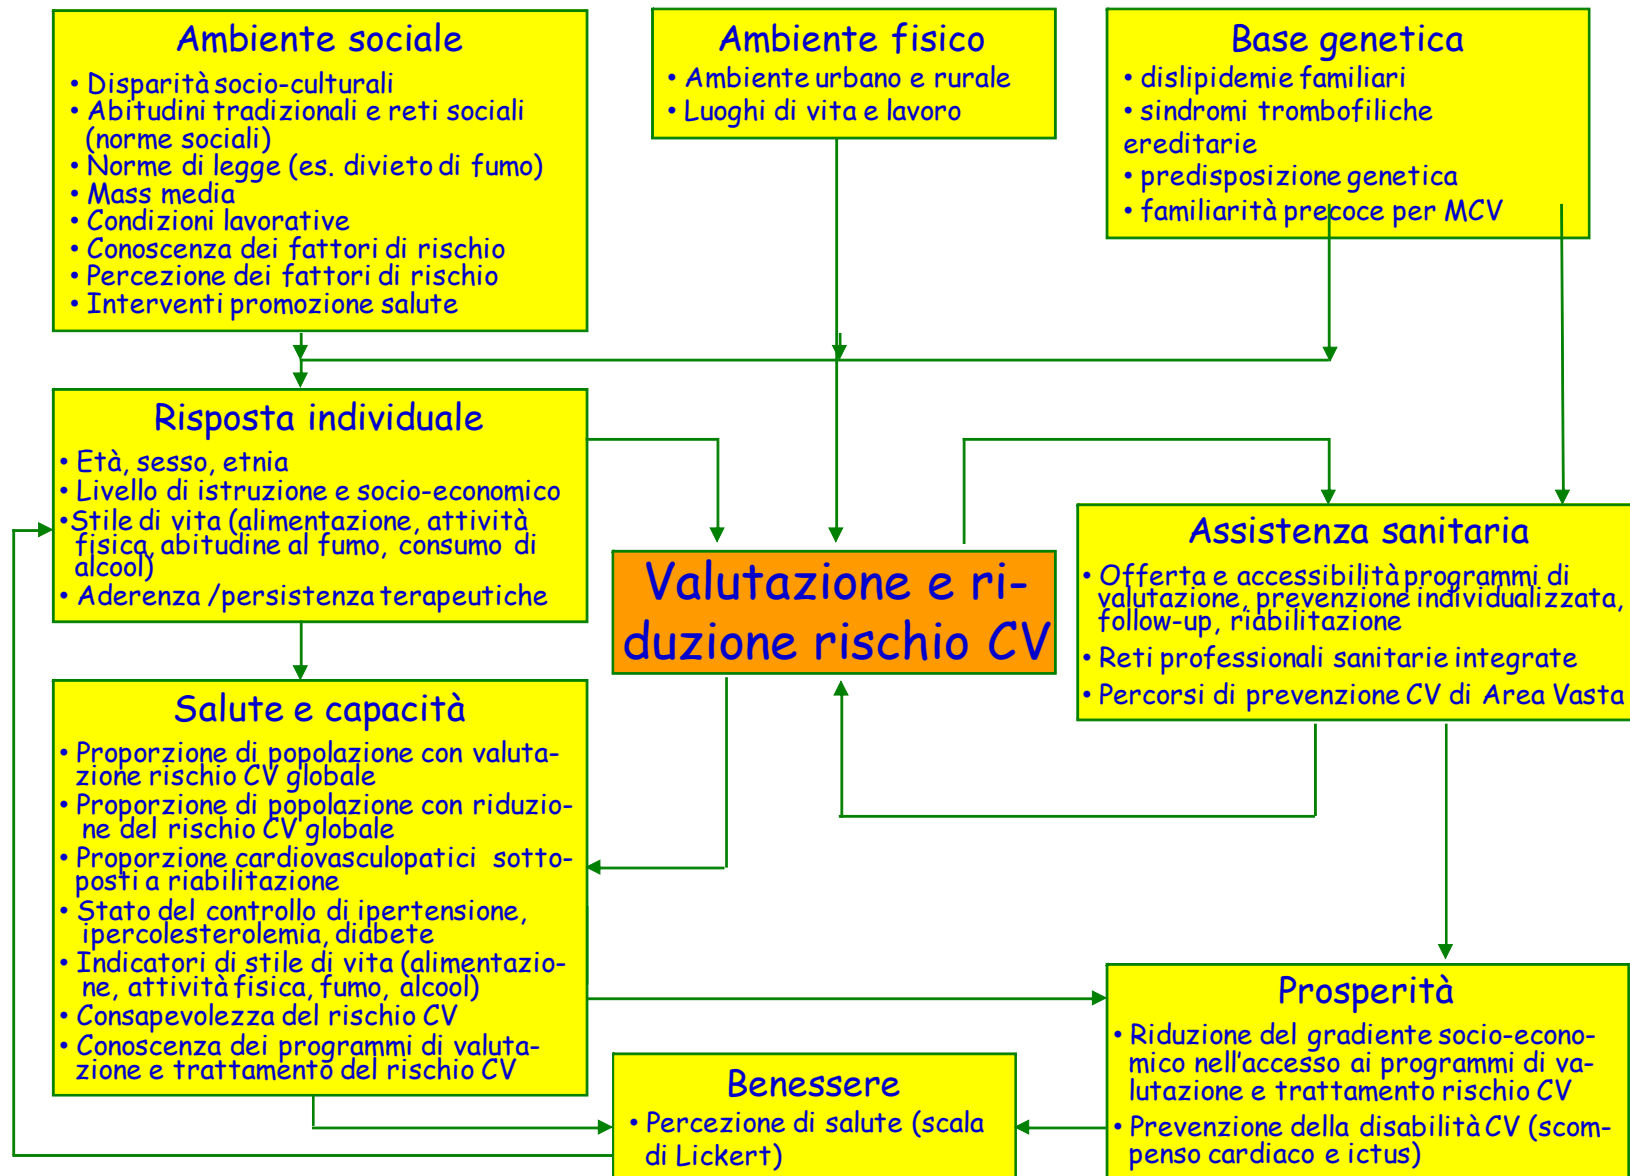 Ambiente sociale
• Disparità socio-culturali
• Abitudini tradizionali e reti sociali
(norme sociali)
• Norme di legge (es. divieto di fumo)
• Mass media
• Condizioni lavorative
• Conoscenza dei fattori di rischio
• Percezione dei fattori di rischio
• Interventi promozione salute
Ambiente fisico
• Ambiente urbano e rurale
• Luoghi di vita e lavoro
Base genetica
• dislipidemie familiari
• sindromi trombofiliche
ereditarie
• predisposizione genetica
• familiarità precoce per MCV
Risposta individuale
• Età, sesso, etnia
• Livello di istruzione e socio-economico
•Stile di vita (alimentazione, attività
fisica, abitudine al fumo, consumo di
alcool)
• Aderenza /persistenza terapeutiche
Valutazione e ri-
duzione rischio CV
Assistenza sanitaria
• Offerta e accessibilità programmi di
valutazione, prevenzione individualizzata,
follow-up, riabilitazione
• Reti professionali sanitarie integrate
• Percorsi di prevenzione CV di Area Vasta
Salute e capacità
• Proporzione di popolazione con valuta-
zione rischio CV globale
• Proporzione di popolazione con riduzio-
ne del rischio CV globale
• Proporzione cardiovasculopatici sotto-
posti a riabilitazione
• Stato del controllo di ipertensione,
ipercolesterolemia, diabete
• Indicatori di stile di vita (alimentazio-
ne, attività fisica, fumo, alcool)
• Consapevolezza del rischio CV
• Conoscenza dei programmi di valuta-
zione e trattamento del rischio CV
Benessere
• Percezione di salute (scala
di Lickert)
Prosperità
• Riduzione del gradiente socio-econo-
mico nell'accesso ai programmi di va-
lutazione e trattamento rischio CV
• Prevenzione della disabilità CV (scom-
penso cardiaco e ictus)